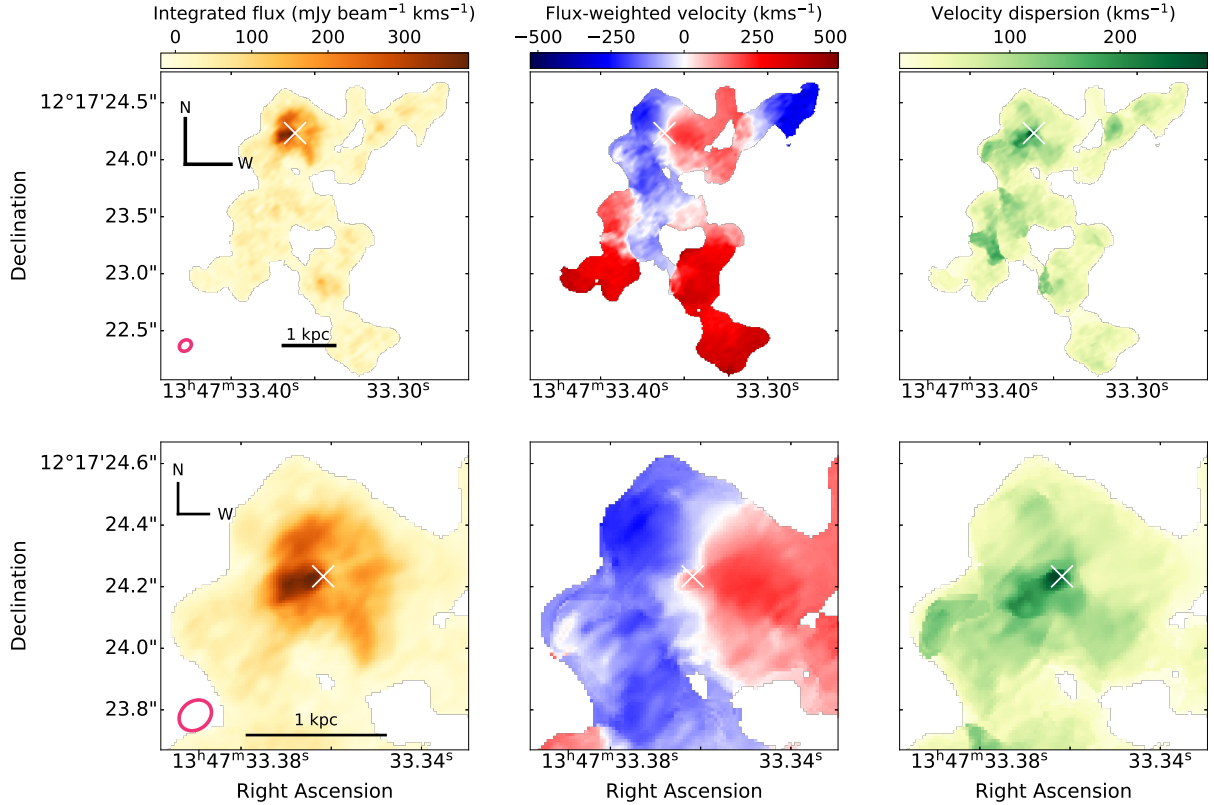 Integrated flux (mJy beam⁻¹ kms⁻¹) Flux-weighted velocity (kms⁻¹) Velocity dispersion (kms⁻¹)
0 100 200 300 −500 −250 0 250 500 100 200
12°17'24.5"
24.0"
23.5"
23.0"
22.5"
Declination
N
W
1 kpc
13ʰ47ᵐ33.40ˢ 33.30ˢ 13ʰ47ᵐ33.40ˢ 33.30ˢ 13ʰ47ᵐ33.40ˢ 33.30ˢ
12°17'24.6"
24.4"
24.2"
24.0"
23.8"
Declination
N
W
1 kpc
13ʰ47ᵐ33.38ˢ 33.34ˢ 13ʰ47ᵐ33.38ˢ 33.34ˢ 13ʰ47ᵐ33.38ˢ 33.34ˢ
Right Ascension Right Ascension Right Ascension